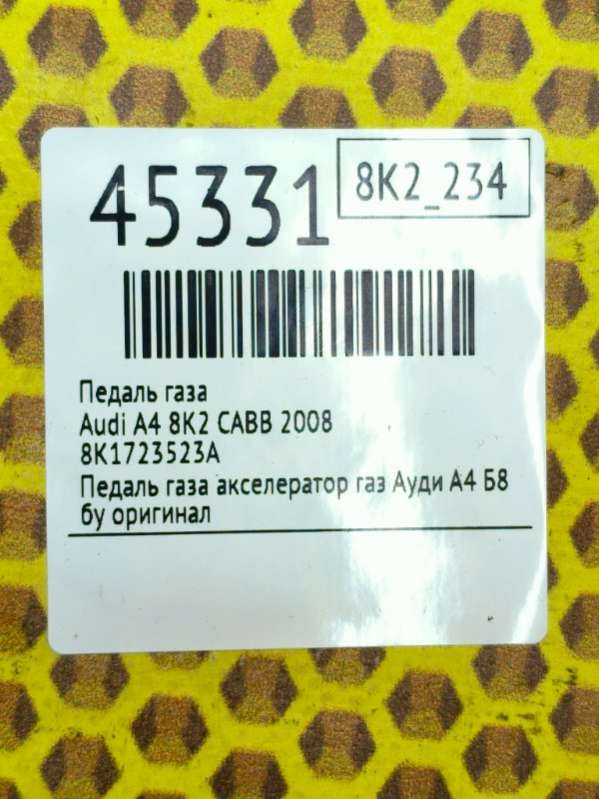 45331
8K2_234
Педаль газа
Audi A4 8K2 CABB 2008
8K1723523A
Педаль газа акселератор газ Ауди А4 Б8
бу оригинал